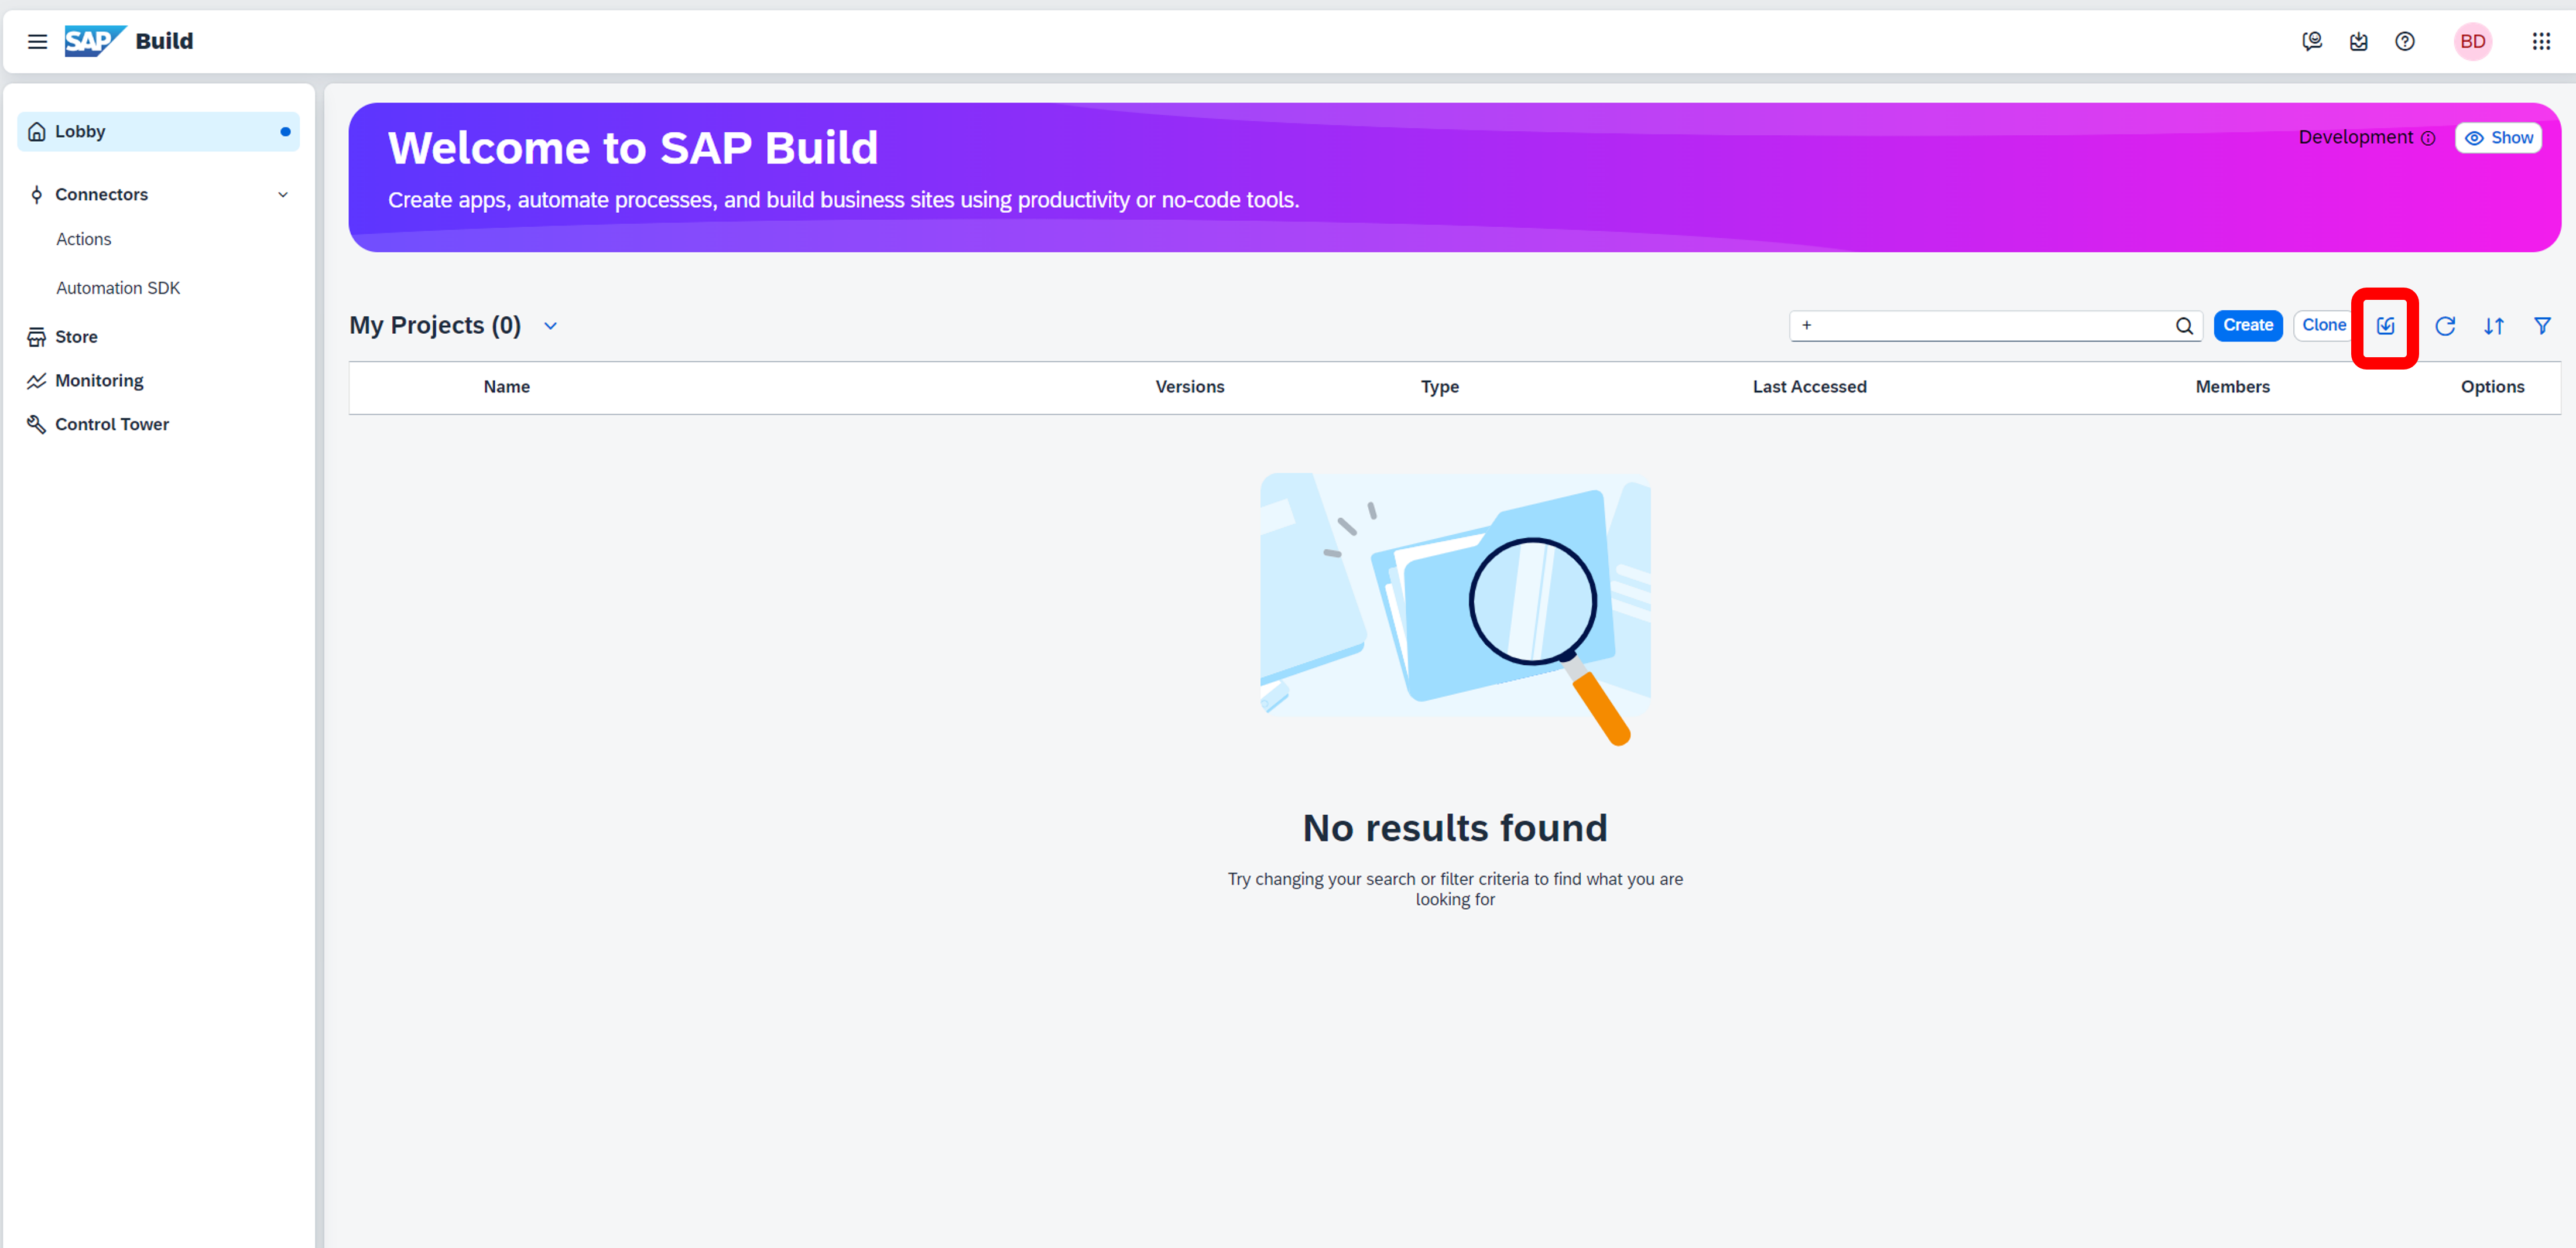 SAP Build
BD
Lobby
Connectors
Actions
Automation SDK
Store
Monitoring
Control Tower
Welcome to SAP Build
Create apps, automate processes, and build business sites using productivity or no-code tools.
Development
Show
My Projects (0)
+
Create
Clone
Name Versions Type Last Accessed Members Options
No results found
Try changing your search or filter criteria to find what you are
looking for